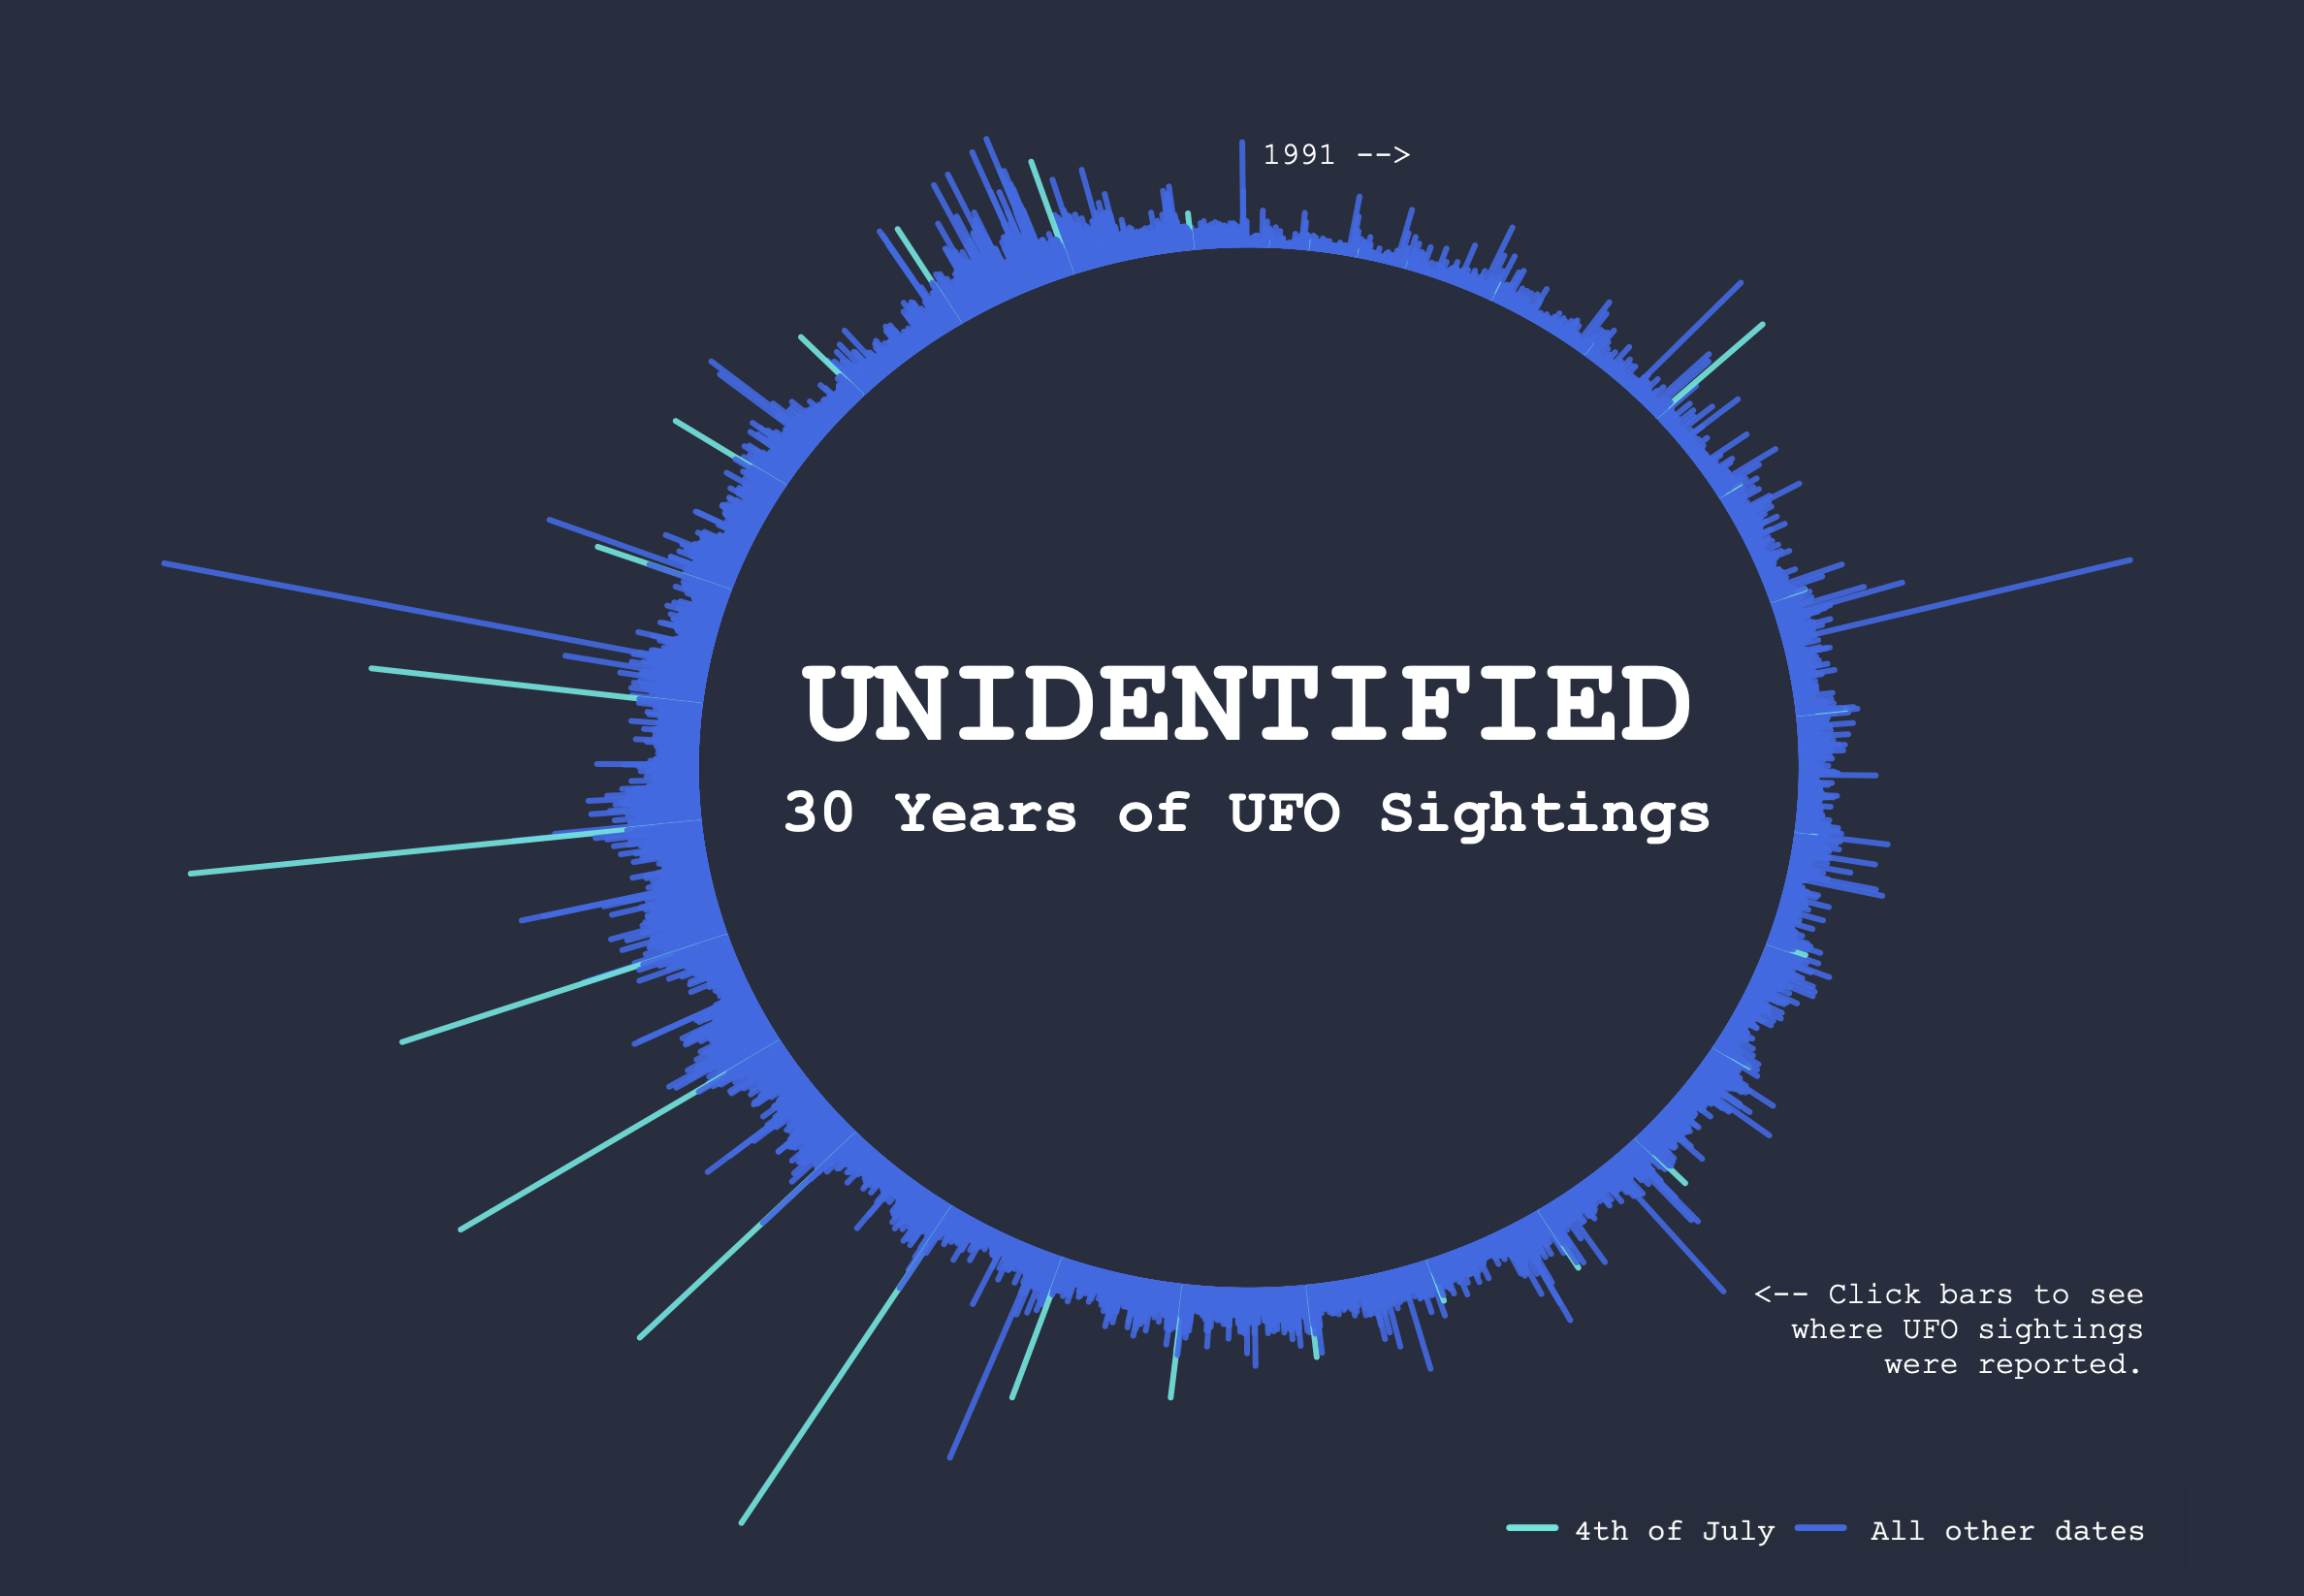 1991 -->
UNIDENTIFIED
30 Years of UFO Sightings
<-- Click bars to see
where UFO sightings
were reported.
4th of July All other dates